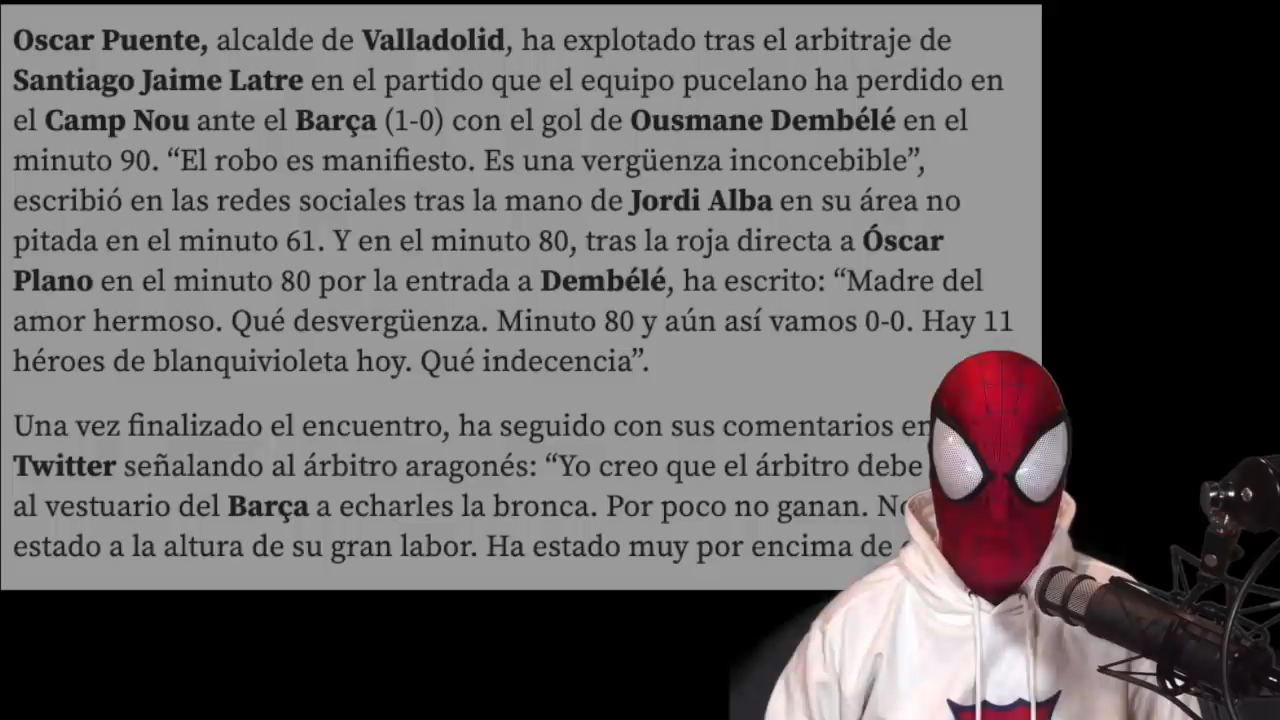 Oscar Puente, alcalde de Valladolid, ha explotado tras el arbitraje de
Santiago Jaime Latre en el partido que el equipo pucelano ha perdido en
el Camp Nou ante el Barça (1-0) con el gol de Ousmane Dembélé en el
minuto 90. “El robo es manifiesto. Es una vergüenza inconcebible”,
escribió en las redes sociales tras la mano de Jordi Alba en su área no
pitada en el minuto 61. Y en el minuto 80, tras la roja directa a Óscar
Plano en el minuto 80 por la entrada a Dembélé, ha escrito: “Madre del
amor hermoso. Qué desvergüenza. Minuto 80 y aún así vamos 0-0. Hay 11
héroes de blanquivioleta hoy. Qué indecencia”.
Una vez finalizado el encuentro, ha seguido con sus comentarios en
Twitter señalando al árbitro aragonés: “Yo creo que el árbitro debe
al vestuario del Barça a echarles la bronca. Por poco no ganan.
estado a la altura de su gran labor. Ha estado muy por encima de